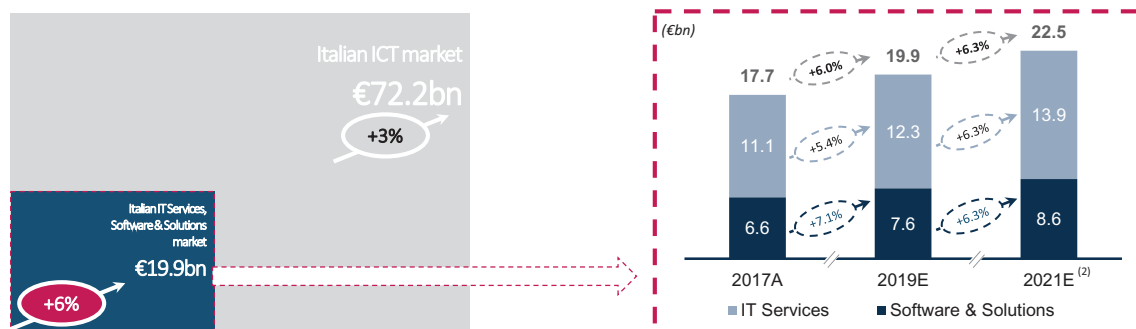 Italian ICT market
€72.2bn
+3%
Italian IT Services,
Software & Solutions
market
€19.9bn
+6%
(€bn)
17.7
+6.0%
19.9
+6.3%
22.5
11.1
+5.4%
12.3
+6.3%
13.9
6.6
+7.1%
7.6
+6.3%
8.6
2017A
2019E
2021E (2)
IT Services
Software & Solutions